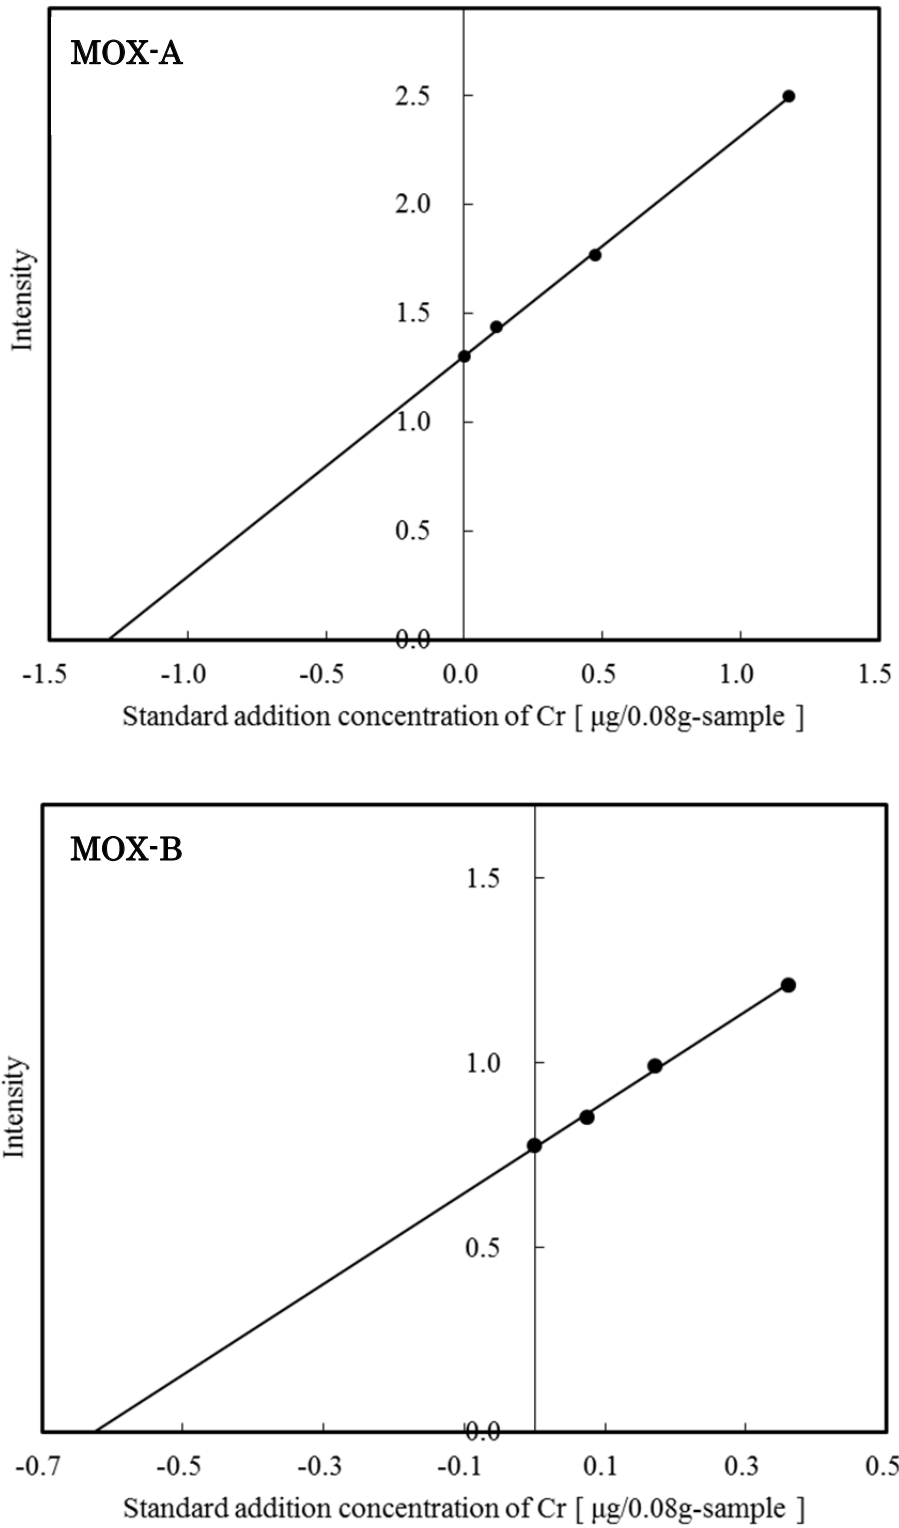 MOX-A
2.5
2.0
1.5
1.0
0.5
0.0
Intensity
-1.5 -1.0 -0.5 0.0 0.5 1.0 1.5
Standard addition concentration of Cr [ μg/0.08g-sample ]
MOX-B
1.5
1.0
0.5
0.0
Intensity
-0.7 -0.5 -0.3 -0.1 0.1 0.3 0.5
Standard addition concentration of Cr [ μg/0.08g-sample ]